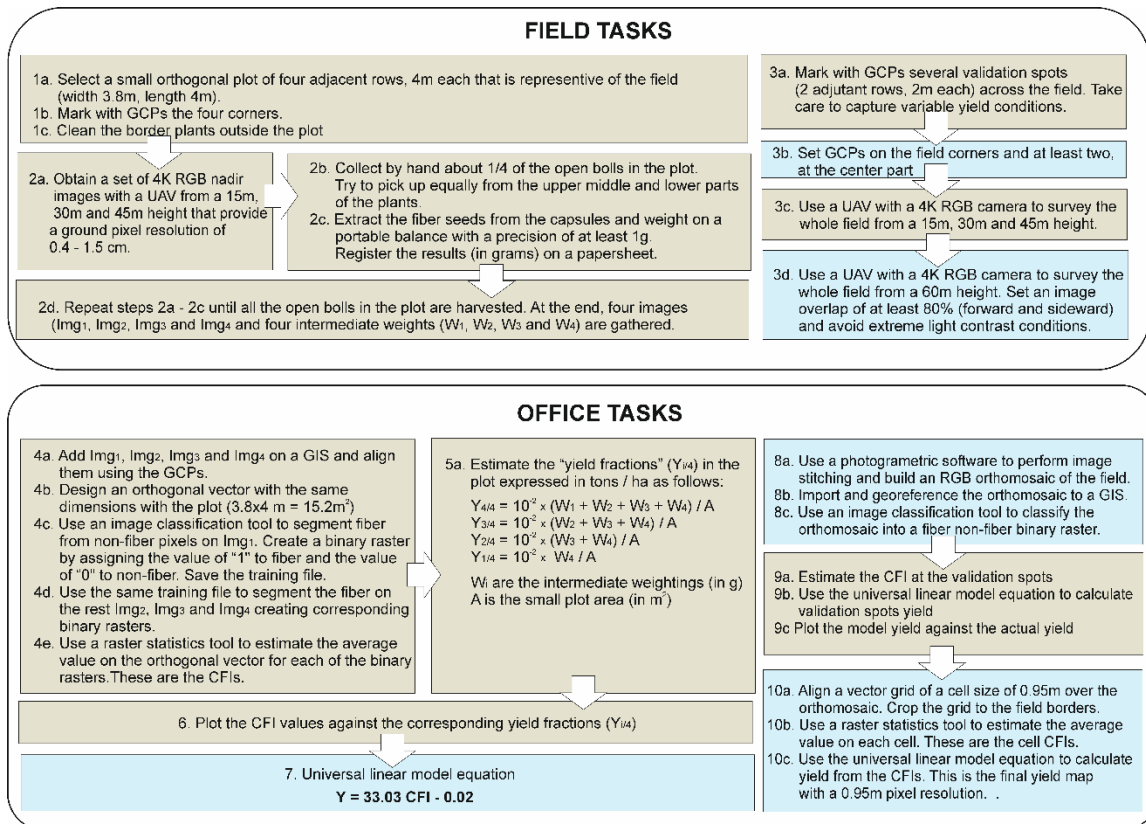 FIELD TASKS
1a. Select a small orthogonal plot of four adjacent rows, 4m each that is representive of the field
(width 3.8m, length 4m).
1b. Mark with GCPs the four corners.
1c. Clean the border plants outside the plot
2a. Obtain a set of 4K RGB nadir
images with a UAV from a 15m,
30m and 45m height that provide
a ground pixel resolution of
0.4 - 1.5 cm.
2b. Collect by hand about 1/4 of the open bolls in the plot.
Try to pick up equally from the upper middle and lower parts
of the plants.
2c. Extract the fiber seeds from the capsules and weight on a
portable balance with a precision of at least 1g.
Register the results (in grams) on a papersheet.
2d. Repeat steps 2a - 2c until all the open bolls in the plot are harvested. At the end, four images
(Img1, Img2, Img3 and Img4 and four intermediate weights (W1, W2, W3 and W4) are gathered.
3a. Mark with GCPs several validation spots
(2 adjutant rows, 2m each) across the field. Take
care to capture variable yield conditions.
3b. Set GCPs on the field corners and at least two,
at the center part
3c. Use a UAV with a 4K RGB camera to survey the
whole field from a 15m, 30m and 45m height.
3d. Use a UAV with a 4K RGB camera to survey the
whole field from a 60m height. Set an image
overlap of at least 80% (forward and sideward)
and avoid extreme light contrast conditions.
OFFICE TASKS
4a. Add Img1, Img2, Img3 and Img4 on a GIS and align
them using the GCPs.
4b. Design an orthogonal vector with the same
dimensions with the plot (3.8x4 m = 15.2m²)
4c. Use an image classification tool to segment fiber
from non-fiber pixels on Img1. Create a binary
raster by assigning the value of “1” to fiber and the value
of “0” to non-fiber. Save the training file.
4d. Use the same training file to segment the fiber on
the rest Img2, Img3 and Img4 creating corresponding
binary rasters.
4e. Use a raster statistics tool to estimate the average
value on the orthogonal vector for each of the binary
rasters.These are the CFIs.
5a. Estimate the “yield fractions” (Yi/4) in the
plot expressed in tons / ha as follows:
Y4/4 = 10⁻² x (W1 + W2 + W3 + W4) / A
Y3/4 = 10⁻² x (W2 + W3 + W4) / A
Y2/4 = 10⁻² x (W3 + W4) / A
Y1/4 = 10⁻² x W4 / A
Wi are the intermediate weightings (in g)
A is the small plot area (in m²)
6. Plot the CFI values against the corresponding yield fractions (Yi/4)
7. Universal linear model equation
Y = 33.03 CFI - 0.02
8a. Use a photogrametric software to perform image
stitching and build an RGB orthomosaic of the field.
8b. Import and georeference the orthomosaic to a GIS.
8c. Use an image classification tool to classify the
orthomosaic into a fiber non-fiber binary raster.
9a. Estimate the CFI at the validation spots
9b. Use the universal linear model equation to calculate
validation spots yield
9c Plot the model yield against the actual yield
10a. Align a vector grid of a cell size of 0.95m over the
orthomosaic. Crop the grid to the field borders.
10b. Use a raster statistics tool to estimate the average
value on each cell. These are the cell CFIs.
10c. Use the universal linear model equation to calculate
yield from the CFIs. This is the final yield map
with a 0.95m pixel resolution. .